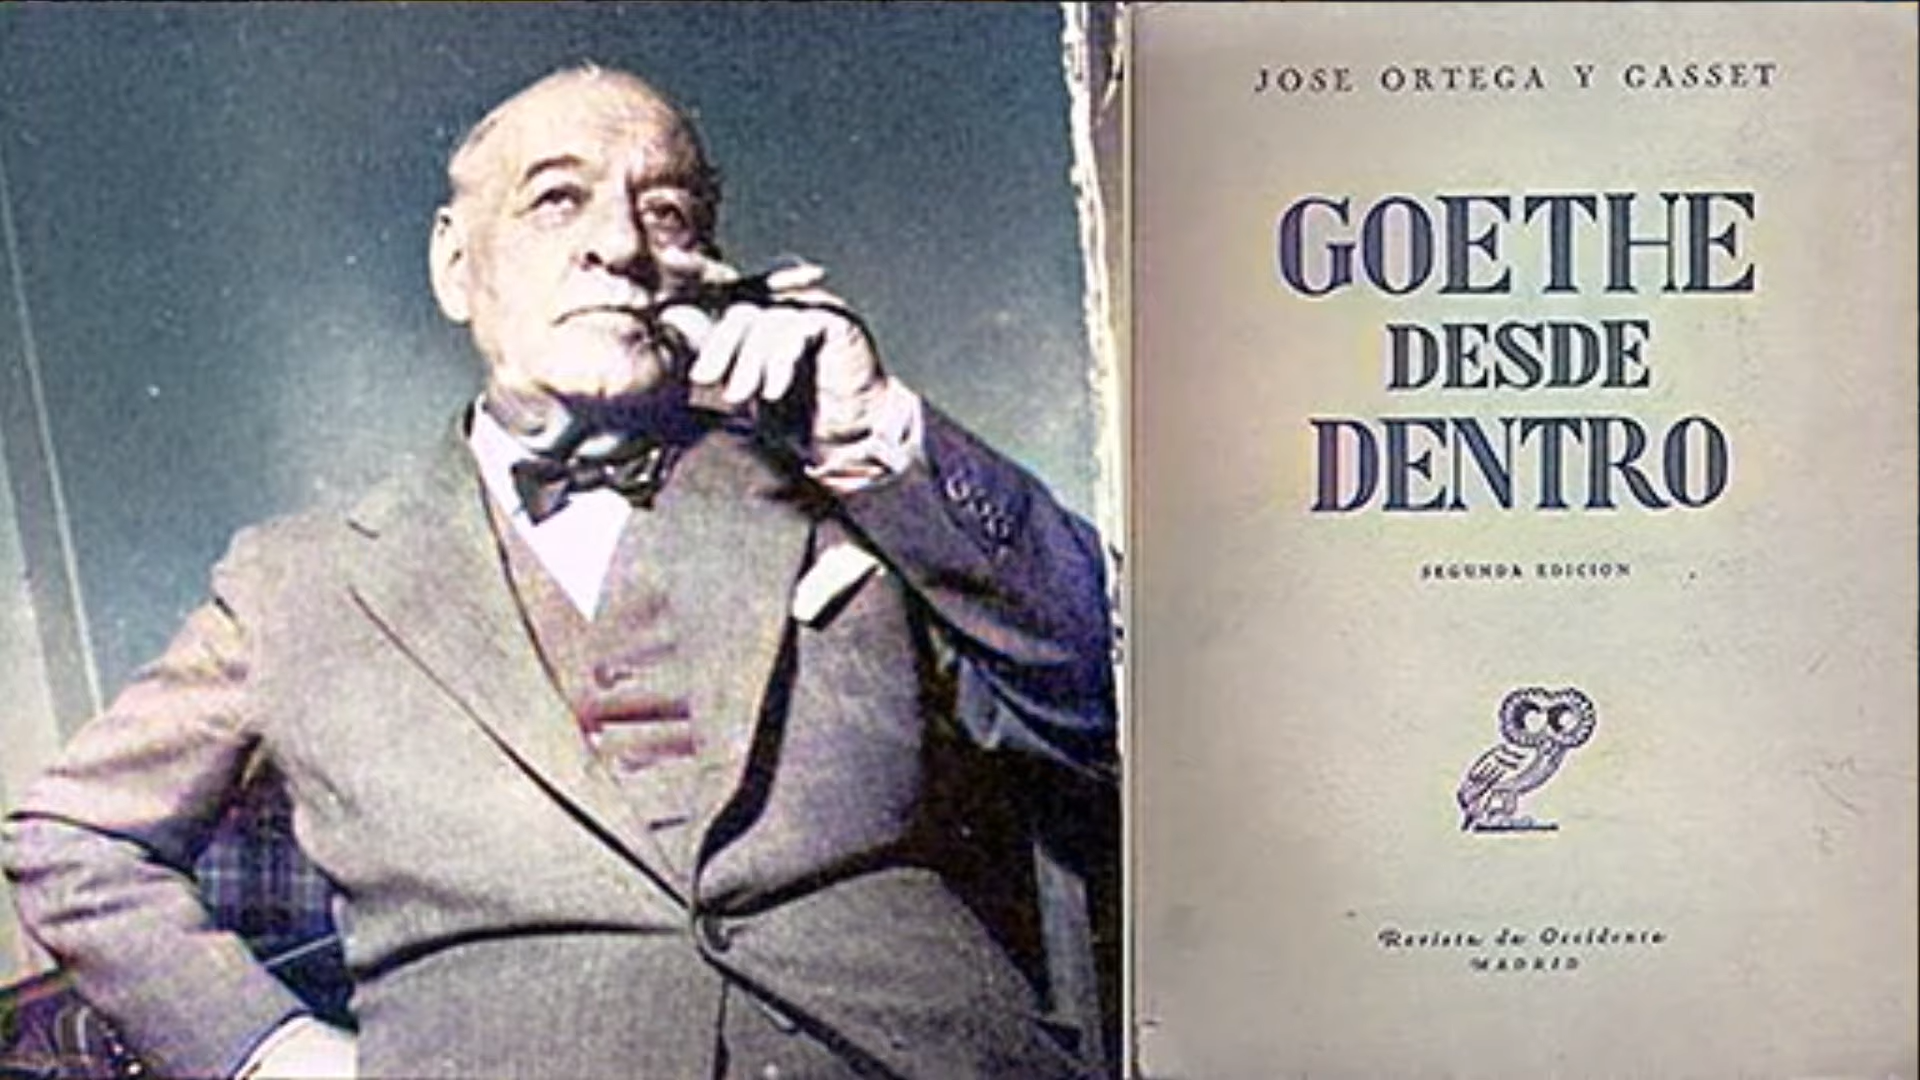 JOSE ORTEGA Y GASSET
GOETHE
DESDE
DENTRO
SEGUNDA EDICION
Revista de Occidente
MADRID